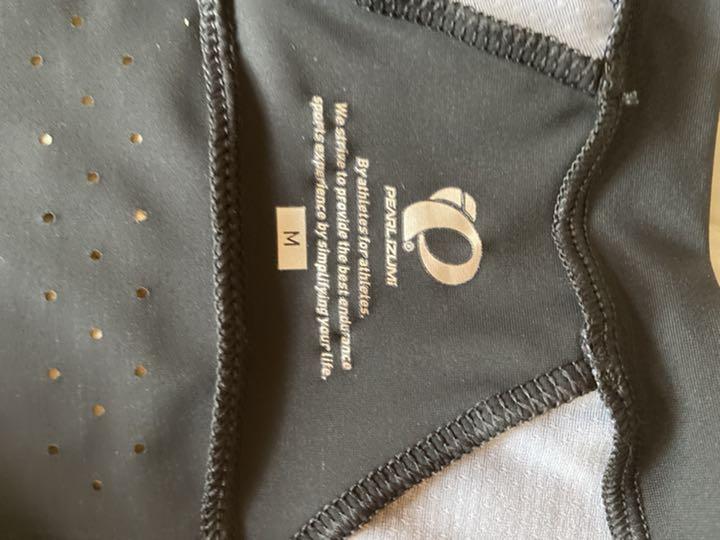 PEARL IZUMI®
By athletes for athletes.
We strive to provide the best endurance
sports experience by simplifying your life.
M